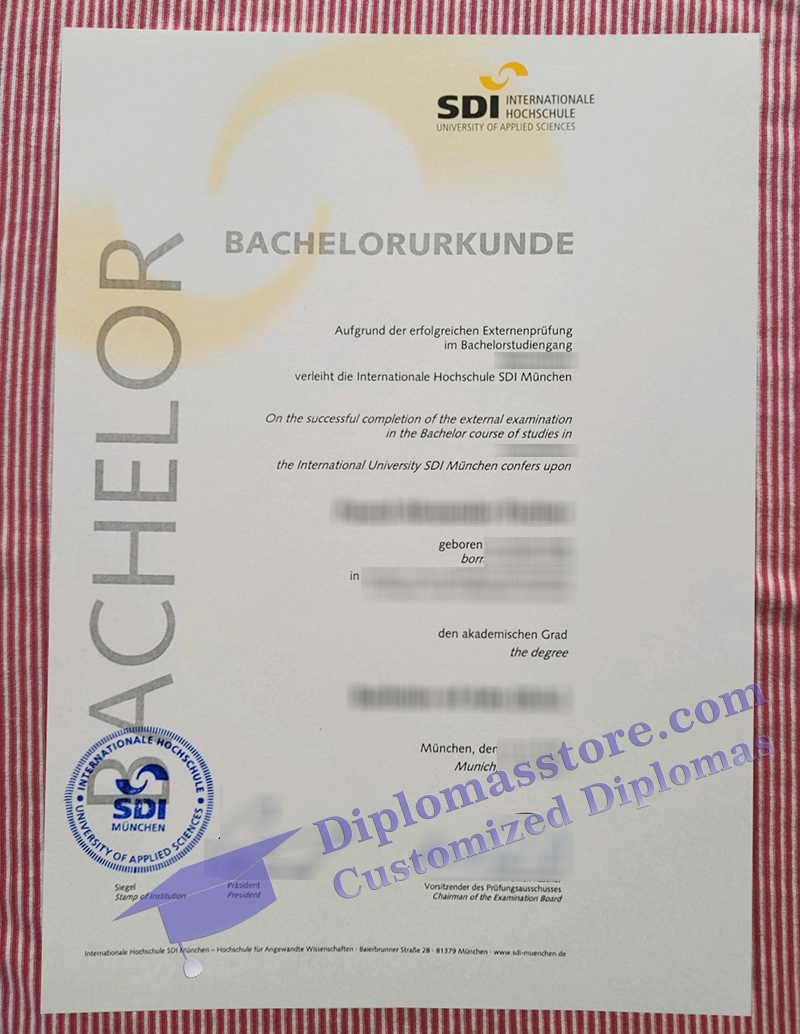 SDI INTERNATIONALE
HOCHSCHULE
UNIVERSITY OF APPLIED SCIENCES
BACHELORURKUNDE
BACHELOR
Aufgrund der erfolgreichen Externenprüfung
im Bachelorstudiengang
verleiht die Internationale Hochschule SDI München
On the successful completion of the external examination
in the Bachelor course of studies in
the International University SDI München confers upon
geboren
born
in
den akademischen Grad
the degree
München, den
Munich,
INTERNATIONALE HOCHSCHULE
SDI
MÜNCHEN
UNIVERSITY OF APPLIED SCIENCES
Diplomasstore.com
Customized Diplomas
Siegel
Stamp of Institution
Präsident
President
Vorsitzender des Prüfungsausschusses
Chairman of the Examination Board
Internationale Hochschule SDI München – Hochschule für Angewandte Wissenschaften · Baierbrunner Straße 28 · 81379 München · www.sdi-muenchen.de